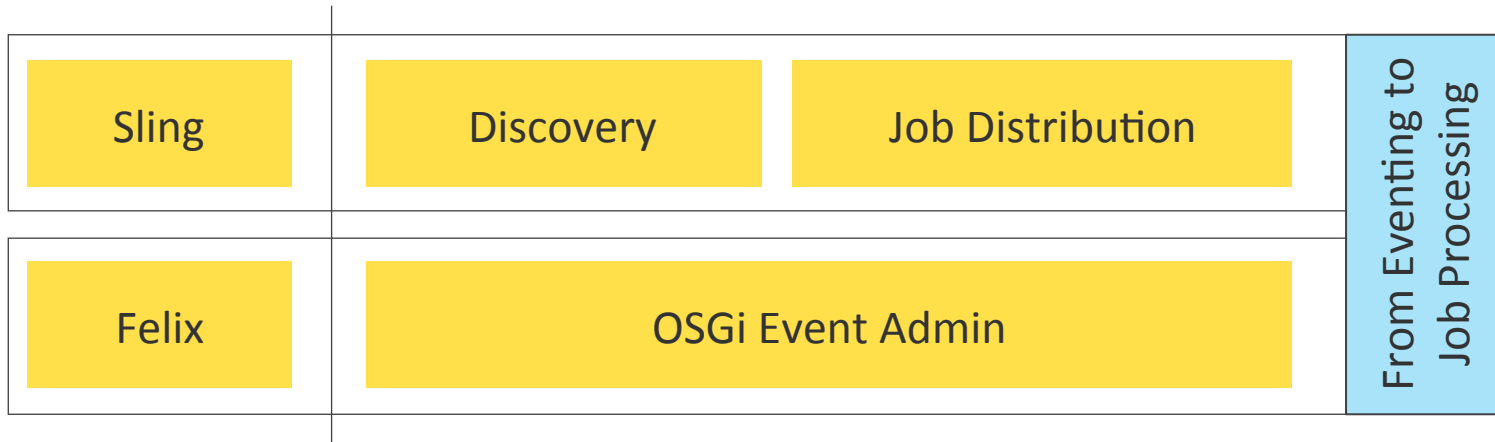 Sling
Discovery
Job Distribution
Felix
OSGi Event Admin
From Eventing to
Job Processing